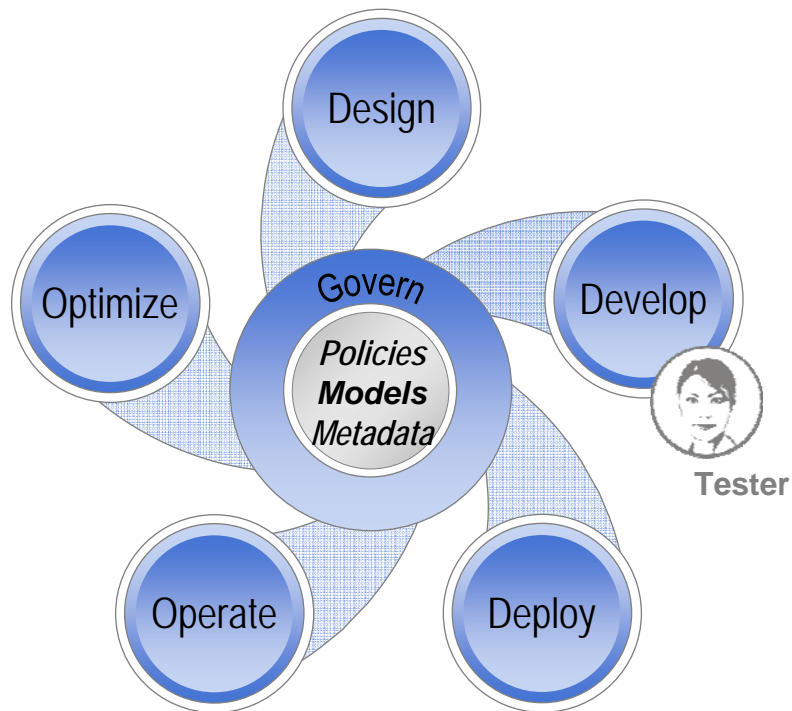 Design
Develop
Optimize
Govern
Policies
Models
Metadata
Tester
Operate
Deploy